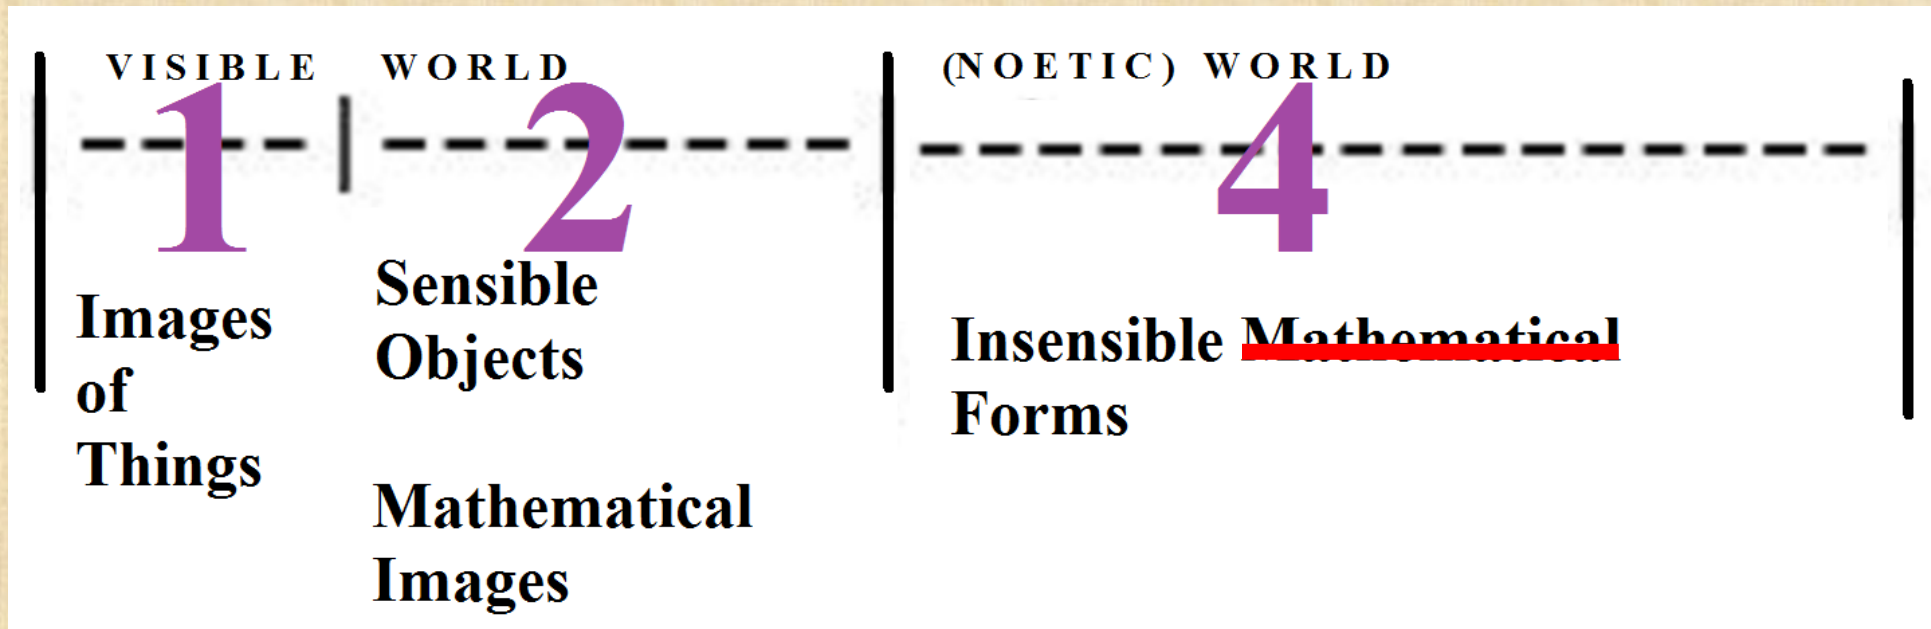 VISIBLE WORLD
(NOETIC) WORLD
1
2
4
Images
of
Things
Sensible
Objects
Mathematical
Images
Insensible Mathematical
Forms